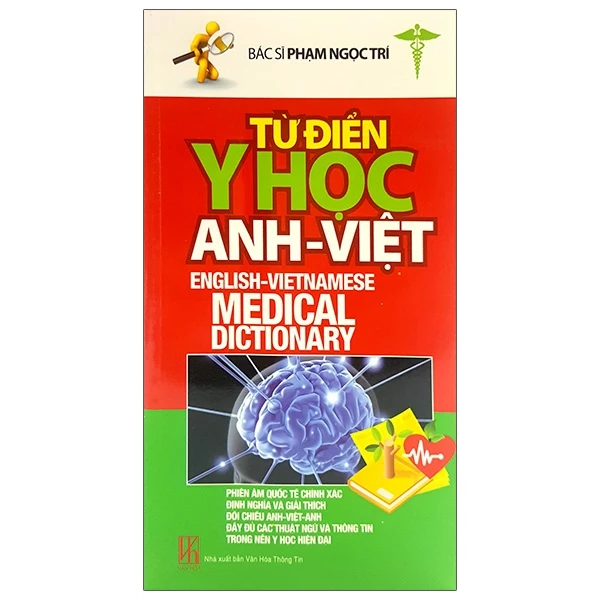 BÁC SĨ PHẠM NGỌC TRÍ
TỪ ĐIỂN
Y HỌC
ANH-VIỆT
ENGLISH-VIETNAMESE
MEDICAL
DICTIONARY
PHIÊN ÂM QUỐC TẾ CHÍNH XÁC
ĐỊNH NGHĨA VÀ GIẢI THÍCH
ĐỐI CHIẾU ANH-VIỆT-ANH
ĐẦY ĐỦ CÁC THUẬT NGỮ VÀ THÔNG TIN
TRONG NỀN Y HỌC HIỆN ĐẠI
Nhà xuất bản Văn Hóa Thông Tin